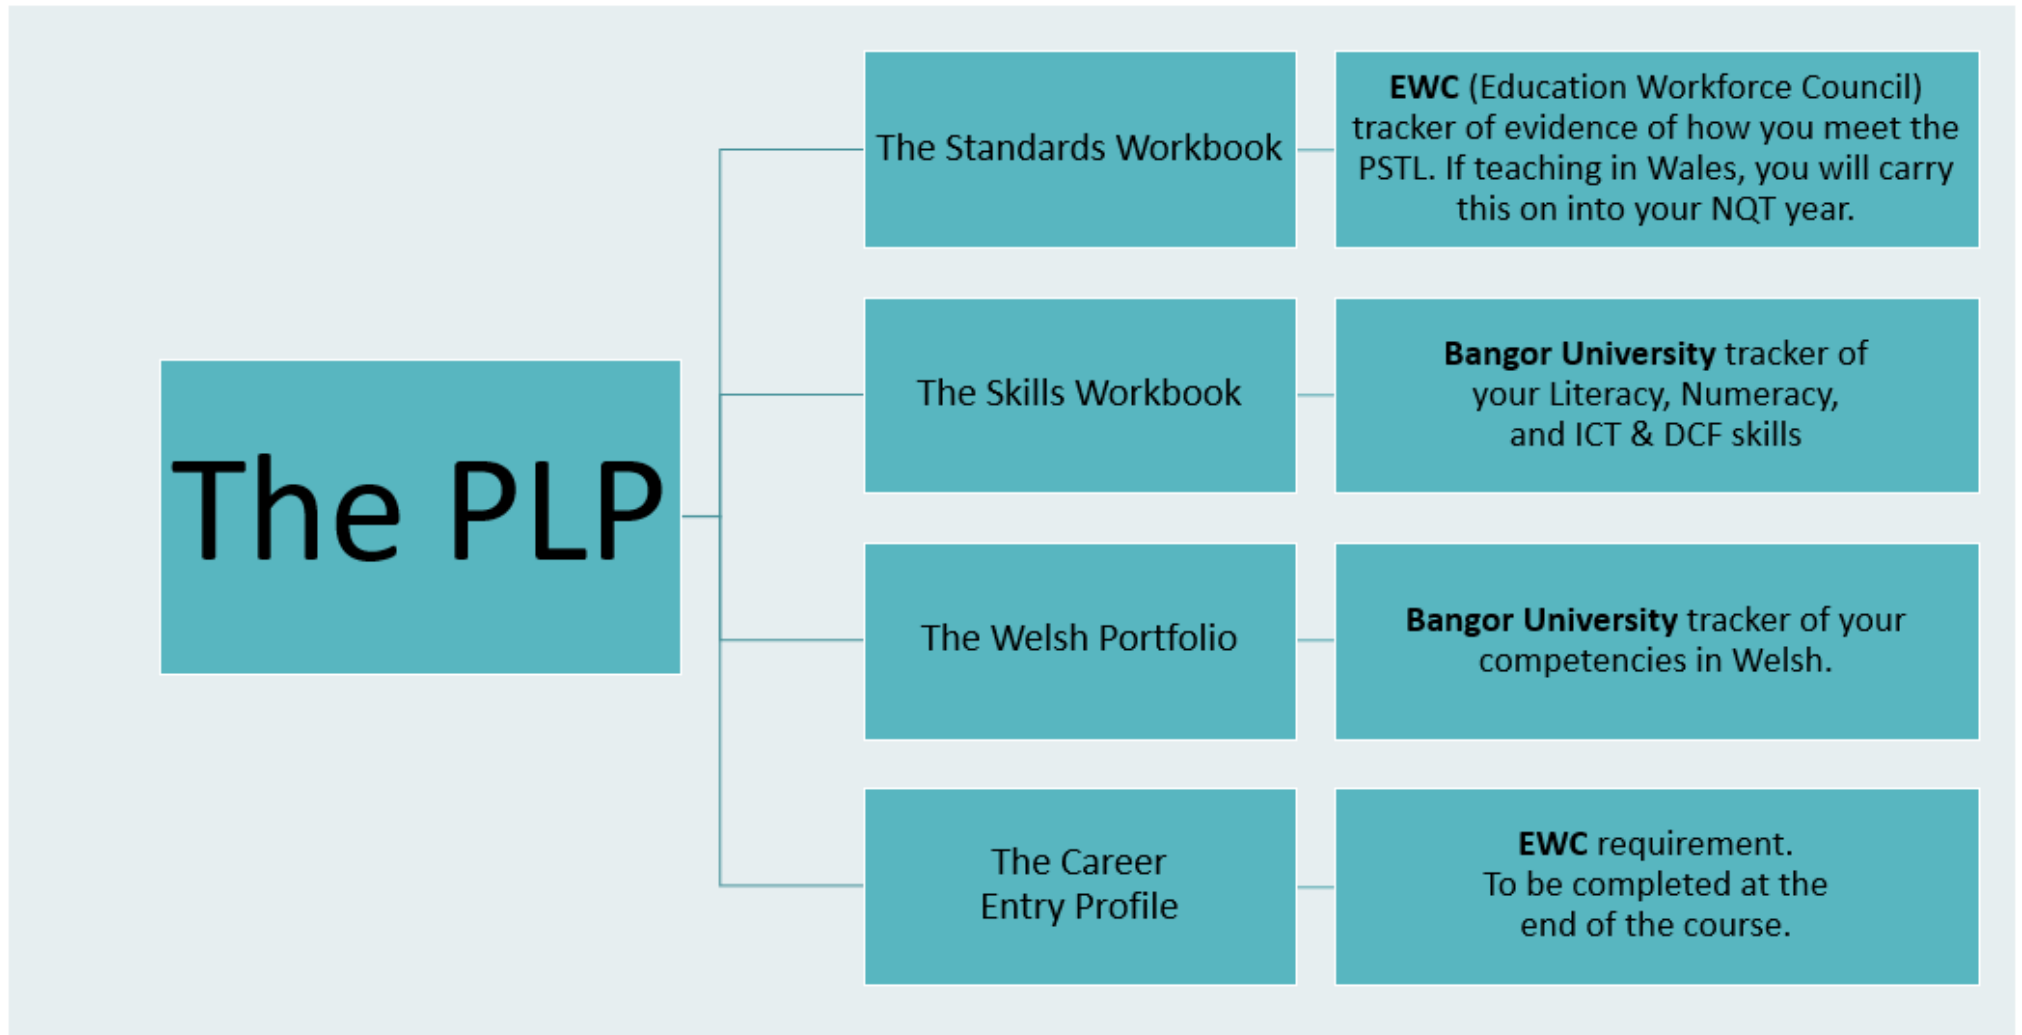 The PLP
The Standards Workbook
EWC (Education Workforce Council)
tracker of evidence of how you meet the
PSTL. If teaching in Wales, you will carry
this on into your NQT year.
The Skills Workbook
Bangor University tracker of
your Literacy, Numeracy,
and ICT & DCF skills
The Welsh Portfolio
Bangor University tracker of your
competencies in Welsh.
The Career
Entry Profile
EWC requirement.
To be completed at the
end of the course.